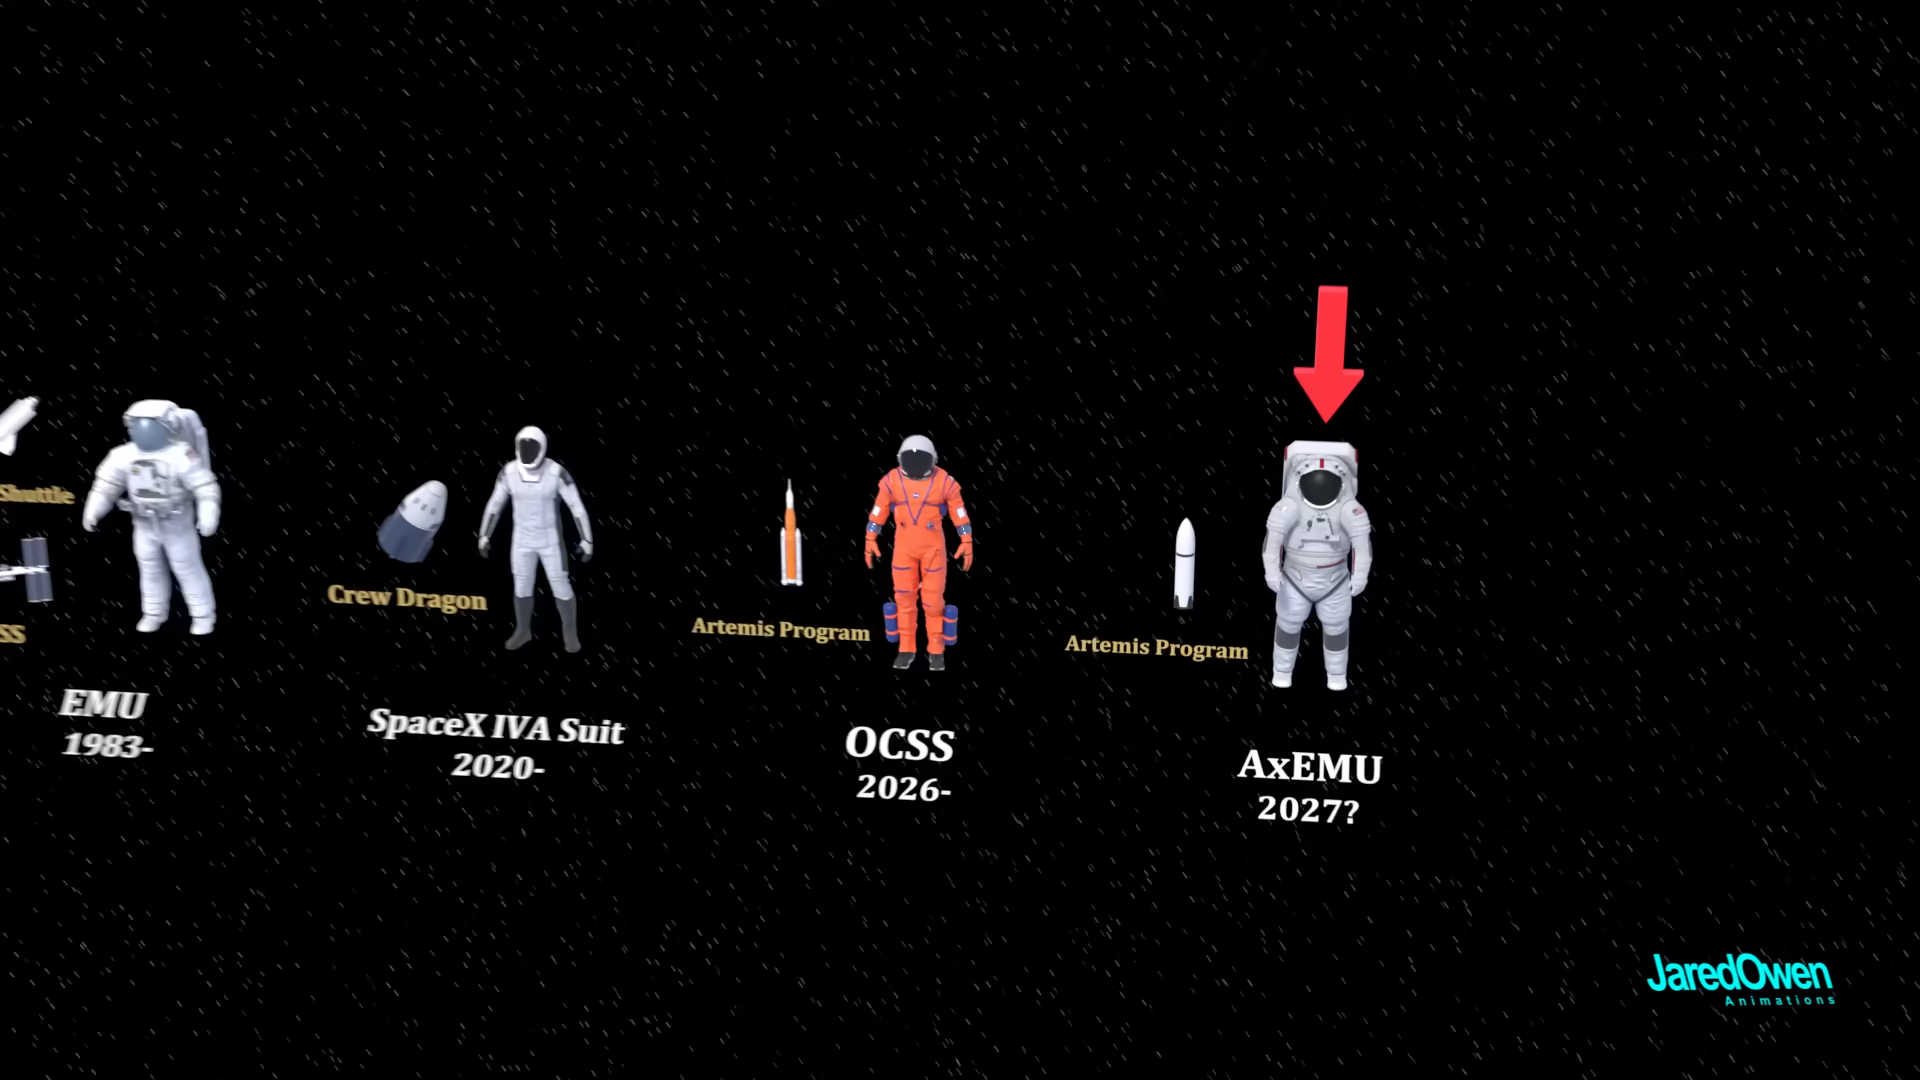 Shuttle
SS
EMU
1983-
Crew Dragon
SpaceX IVA Suit
2020-
Artemis Program
OCSS
2026-
Artemis Program
AxEMU
2027?
JaredOwen
Animations